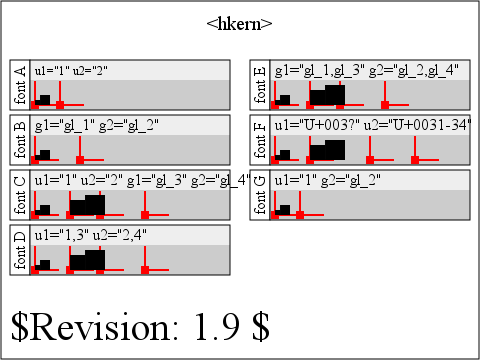 <hkern>
font A
u1="1" u2="2"
font B
g1="gl_1" g2="gl_2"
font C
u1="1" u2="2" g1="gl_3" g2="gl_4"
font D
u1="1,3" u2="2,4"
font E
g1="gl_1,gl_3" g2="gl_2,gl_4"
font F
u1="U+003?" u2="U+0031-34"
font G
u1="1" g2="gl_2"
$Revision: 1.9 $